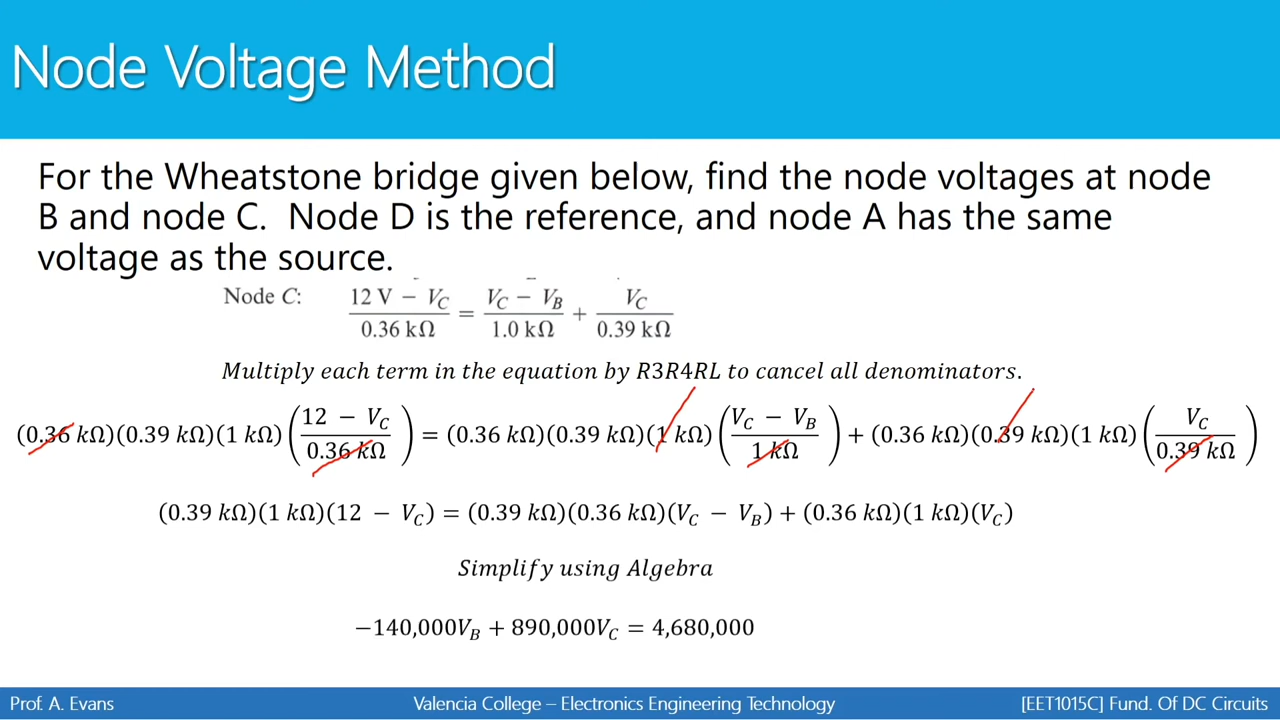 Node Voltage Method
For the Wheatstone bridge given below, find the node voltages at node
B and node C. Node D is the reference, and node A has the same
voltage as the source.
Node C: (12 V − V_C)/(0.36 kΩ) = (V_C − V_B)/(1.0 kΩ) + V_C/(0.39 kΩ)
Multiply each term in the equation by R3R4RL to cancel all denominators.
(0.36 kΩ)(0.39 kΩ)(1 kΩ)((12 − V_C)/(0.36 kΩ)) = (0.36 kΩ)(0.39 kΩ)(1 kΩ)((V_C − V_B)/(1 kΩ)) + (0.36 kΩ)(0.39 kΩ)(1 kΩ)(V_C/(0.39 kΩ))
(0.39 kΩ)(1 kΩ)(12 − V_C) = (0.39 kΩ)(0.36 kΩ)(V_C − V_B) + (0.36 kΩ)(1 kΩ)(V_C)
Simplify using Algebra
−140,000V_B + 890,000V_C = 4,680,000
Prof. A. Evans Valencia College – Electronics Engineering Technology [EET1015C] Fund. Of DC Circuits